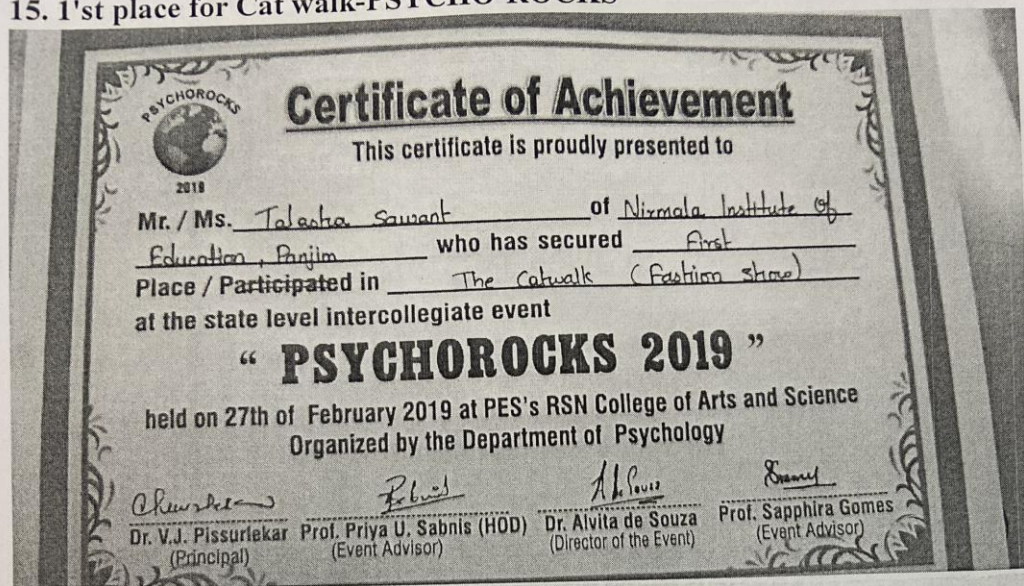 15. 1'st place for Cat walk-PSYCHO-ROCKS
PSYCHOROCKS
2019
Certificate of Achievement
This certificate is proudly presented to
Mr. / Ms. Talasha Sawant of Nirmala Institute of
Education, Panjim who has secured First
Place / Participated in The Catwalk (Fashion show)
at the state level intercollegiate event
“ PSYCHOROCKS 2019 ”
held on 27th of February 2019 at PES's RSN College of Arts and Science
Organized by the Department of Psychology
Dr. V.J. Pissurlekar Prof. Priya U. Sabnis (HOD) Dr. Alvita de Souza Prof. Sapphira Gomes
(Principal) (Event Advisor) (Director of the Event) (Event Advisor)